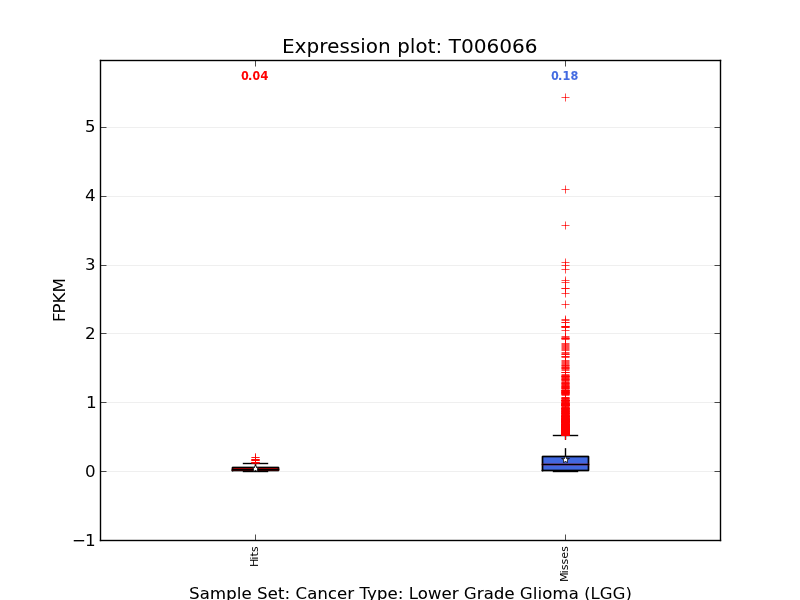 Expression plot: T006066
0.04 0.18
5
4
3
2
1
0
−1
FPKM
Hits Misses
Sample Set: Cancer Type: Lower Grade Glioma (LGG)